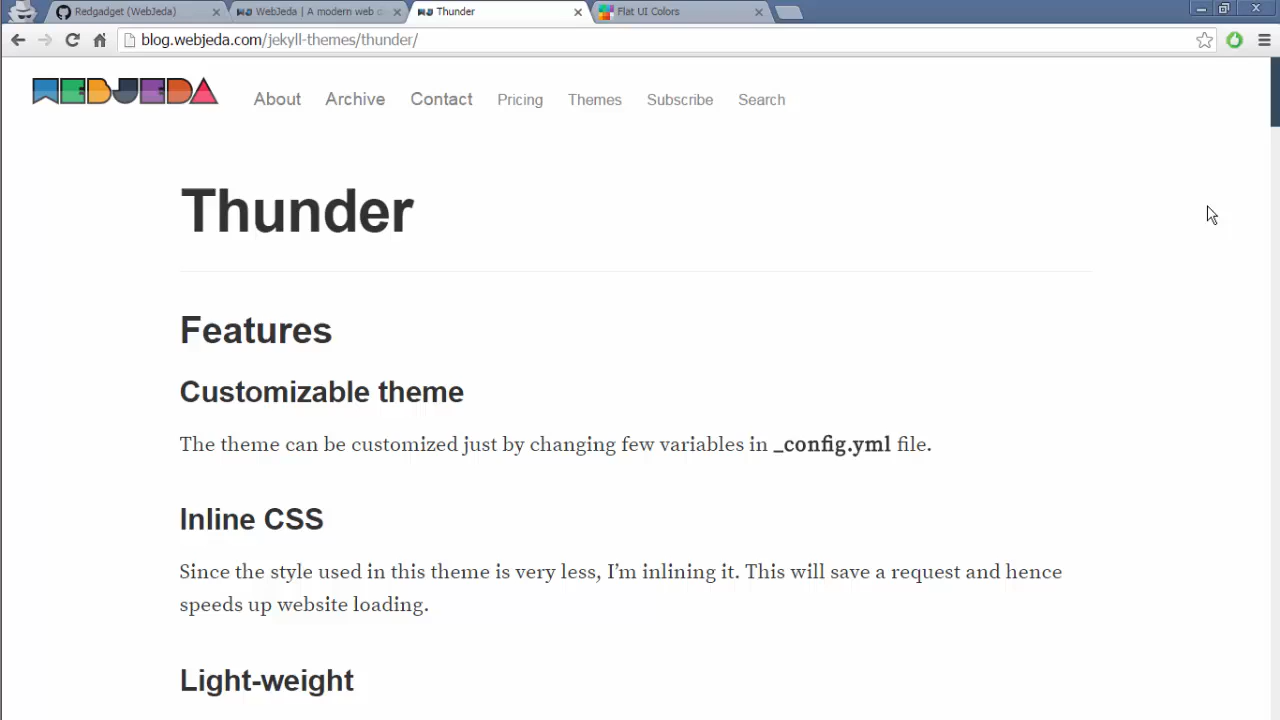 Redgadget (WebJeda)
WebJeda | A modern web c
Thunder
Flat UI Colors
blog.webjeda.com/jekyll-themes/thunder/
WEBJEDA
About
Archive
Contact
Pricing
Themes
Subscribe
Search
Thunder
Features
Customizable theme
The theme can be customized just by changing few variables in _config.yml file.
Inline CSS
Since the style used in this theme is very less, I’m inlining it. This will save a request and hence
speeds up website loading.
Light-weight